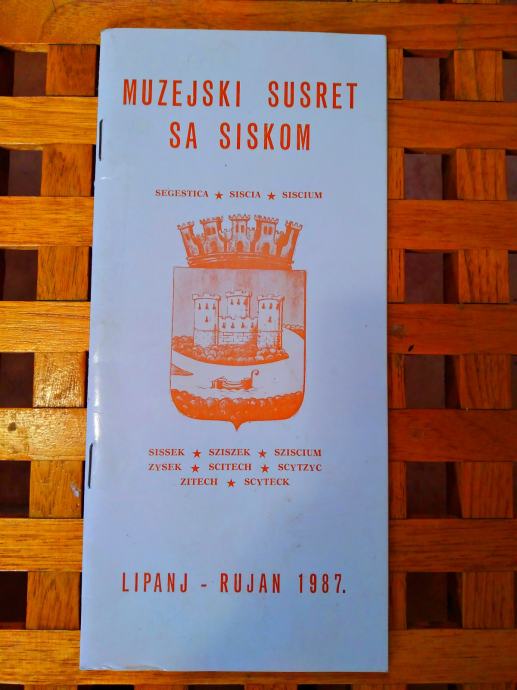 MUZEJSKI SUSRET
SA SISKOM
SEGESTICA ★ SISCIA ★ SISCIUM
SISSEK ★ SZISZEK ★ SZISCIUM
ZYSEK ★ SCITECH ★ SCYTZYC
ZITECH ★ SCYTECK
LIPANJ - RUJAN 1987.